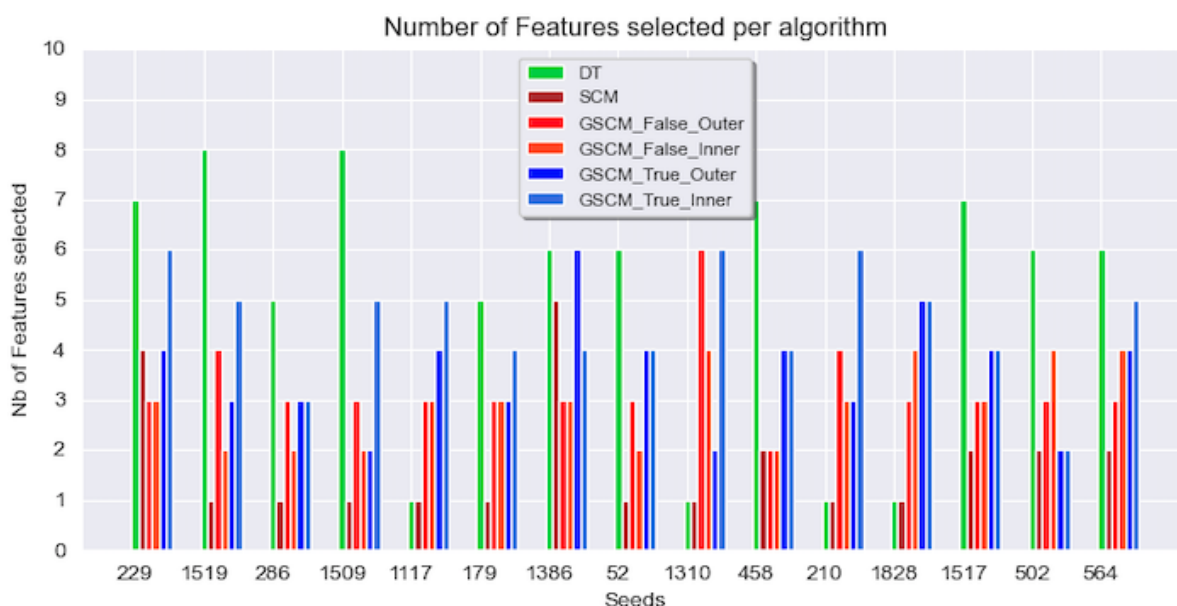 Number of Features selected per algorithm
10
9
8
7
6
5
4
3
2
1
0
Nb of Features selected
DT
SCM
GSCM_False_Outer
GSCM_False_Inner
GSCM_True_Outer
GSCM_True_Inner
229 1519 286 1509 1117 179 1386 52 1310 458 210 1828 1517 502 564
Seeds